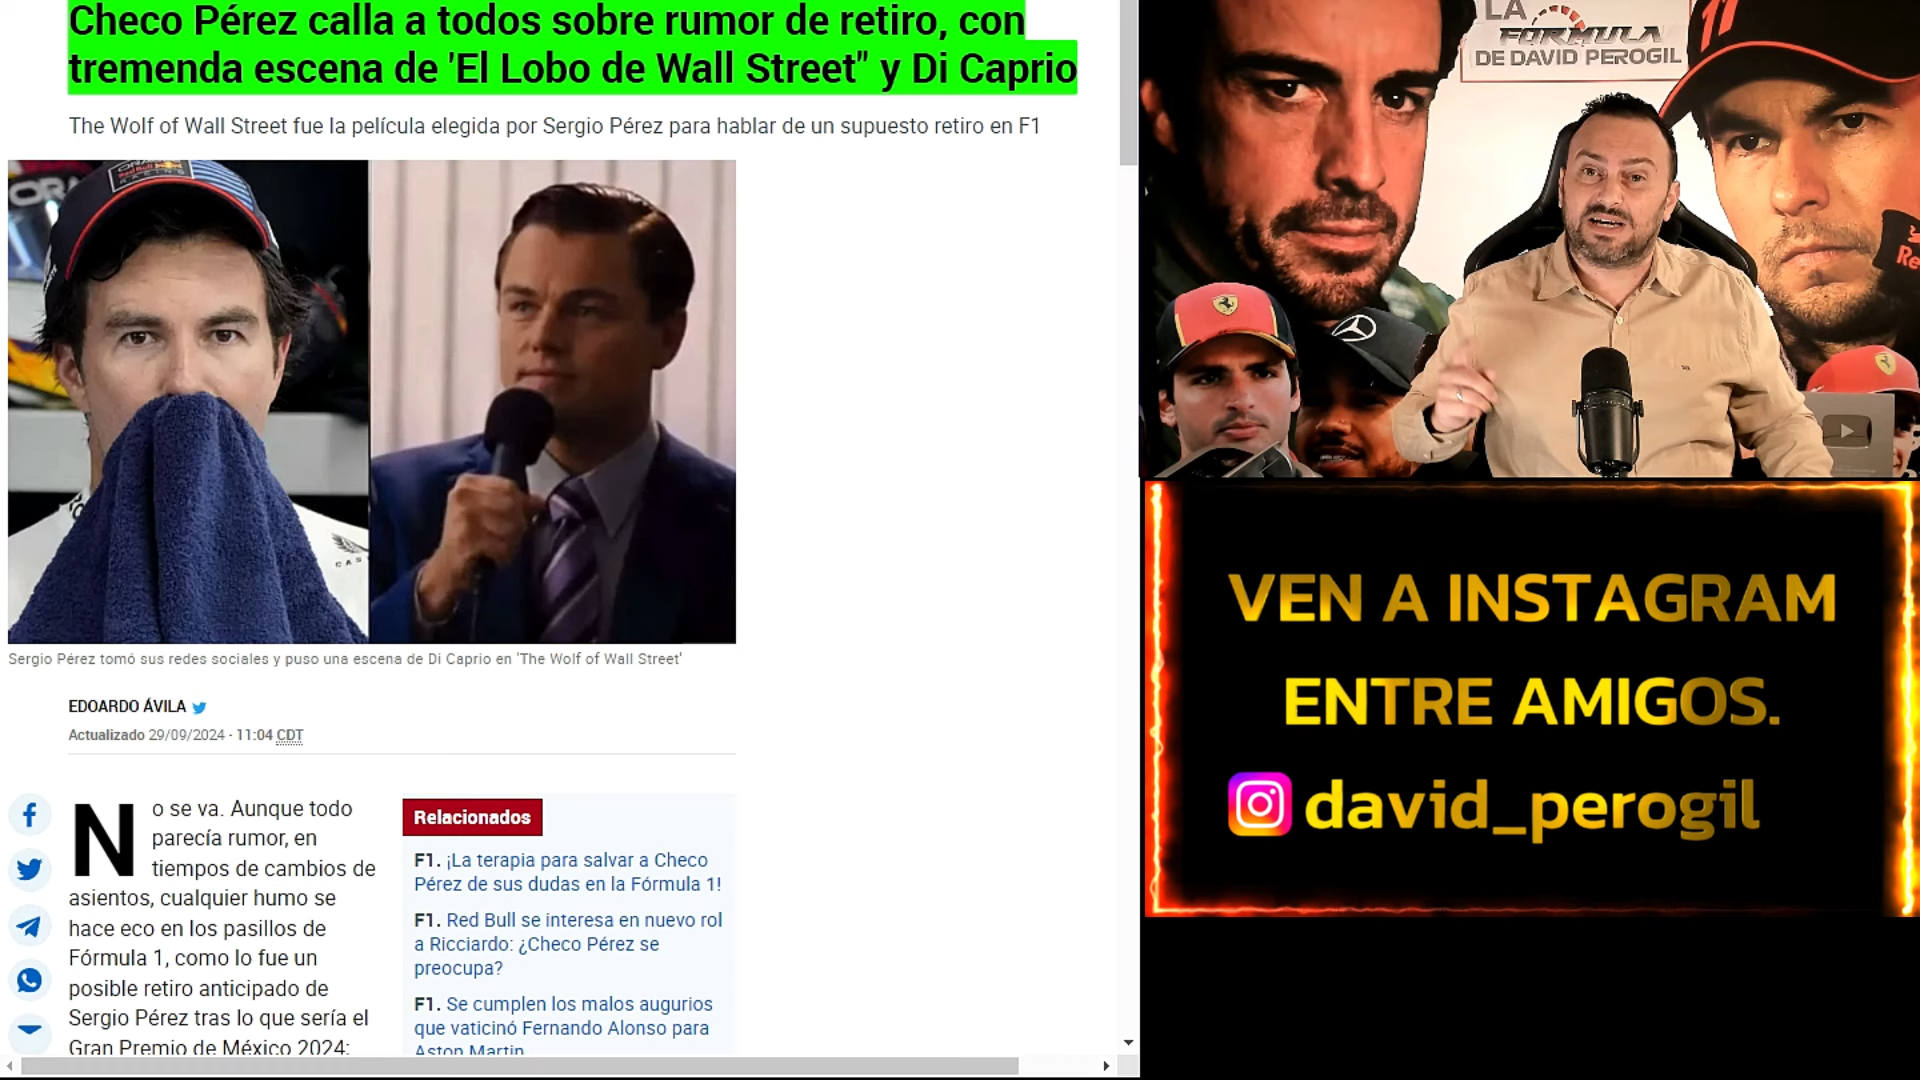 Checo Pérez calla a todos sobre rumor de retiro, con
tremenda escena de 'El Lobo de Wall Street" y Di Caprio
The Wolf of Wall Street fue la película elegida por Sergio Pérez para hablar de un supuesto retiro en F1
Sergio Pérez tomó sus redes sociales y puso una escena de Di Caprio en 'The Wolf of Wall Street'
EDOARDO ÁVILA
Actualizado 29/09/2024 - 11:04 CDT
No se va. Aunque todo
parecía rumor, en
tiempos de cambios de
asientos, cualquier humo se
hace eco en los pasillos de
Fórmula 1, como lo fue un
posible retiro anticipado de
Sergio Pérez tras lo que sería el
Gran Premio de México 2024:
Relacionados
F1. ¡La terapia para salvar a Checo
Pérez de sus dudas en la Fórmula 1!
F1. Red Bull se interesa en nuevo rol
a Ricciardo: ¿Checo Pérez se
preocupa?
F1. Se cumplen los malos augurios
que vaticinó Fernando Alonso para
Aston Martin
LA
FÓRMULA
DE DAVID PEROGIL
11
Re
VEN A INSTAGRAM
ENTRE AMIGOS.
david_perogil